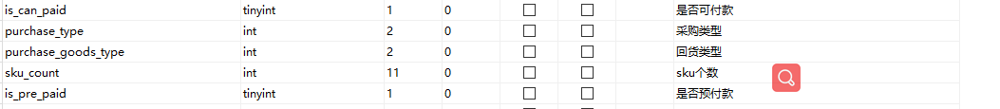 is_can_paid tinyint 1 0 是否可付款
purchase_type int 2 0 采购类型
purchase_goods_type int 2 0 回货类型
sku_count int 11 0 sku个数
is_pre_paid tinyint 1 0 是否预付款